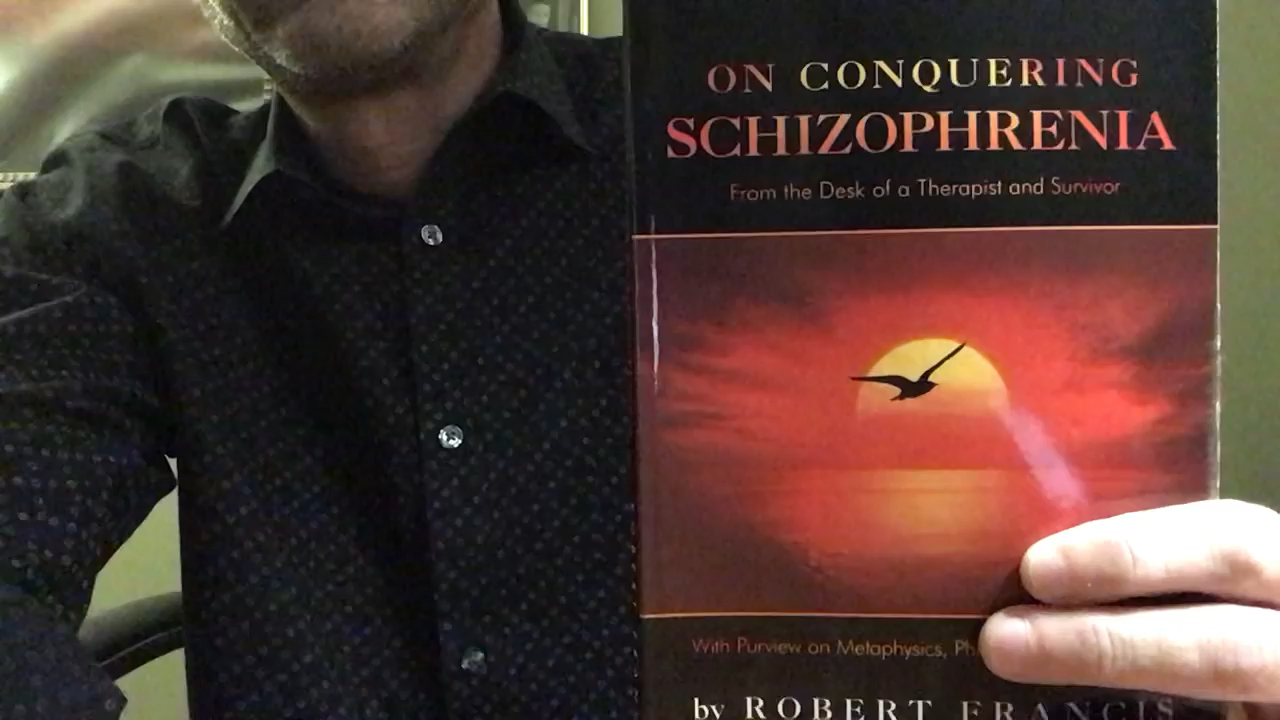 ON CONQUERING
SCHIZOPHRENIA
From the Desk of a Therapist and Survivor
With Purview on Metaphysics,
by ROBERT FRANCIS